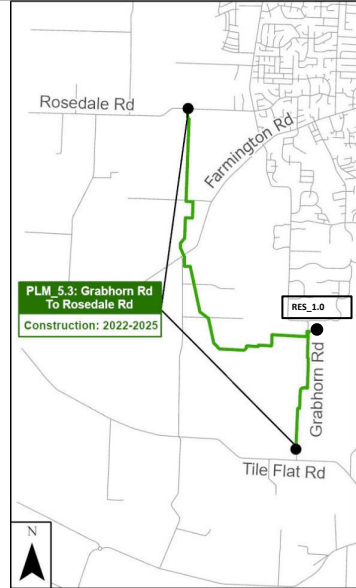 Rosedale Rd
Farmington Rd
PLM_5.3: Grabhorn Rd
To Rosedale Rd
Construction: 2022-2025
RES_1.0
Grabhorn Rd
Tile Flat Rd
N